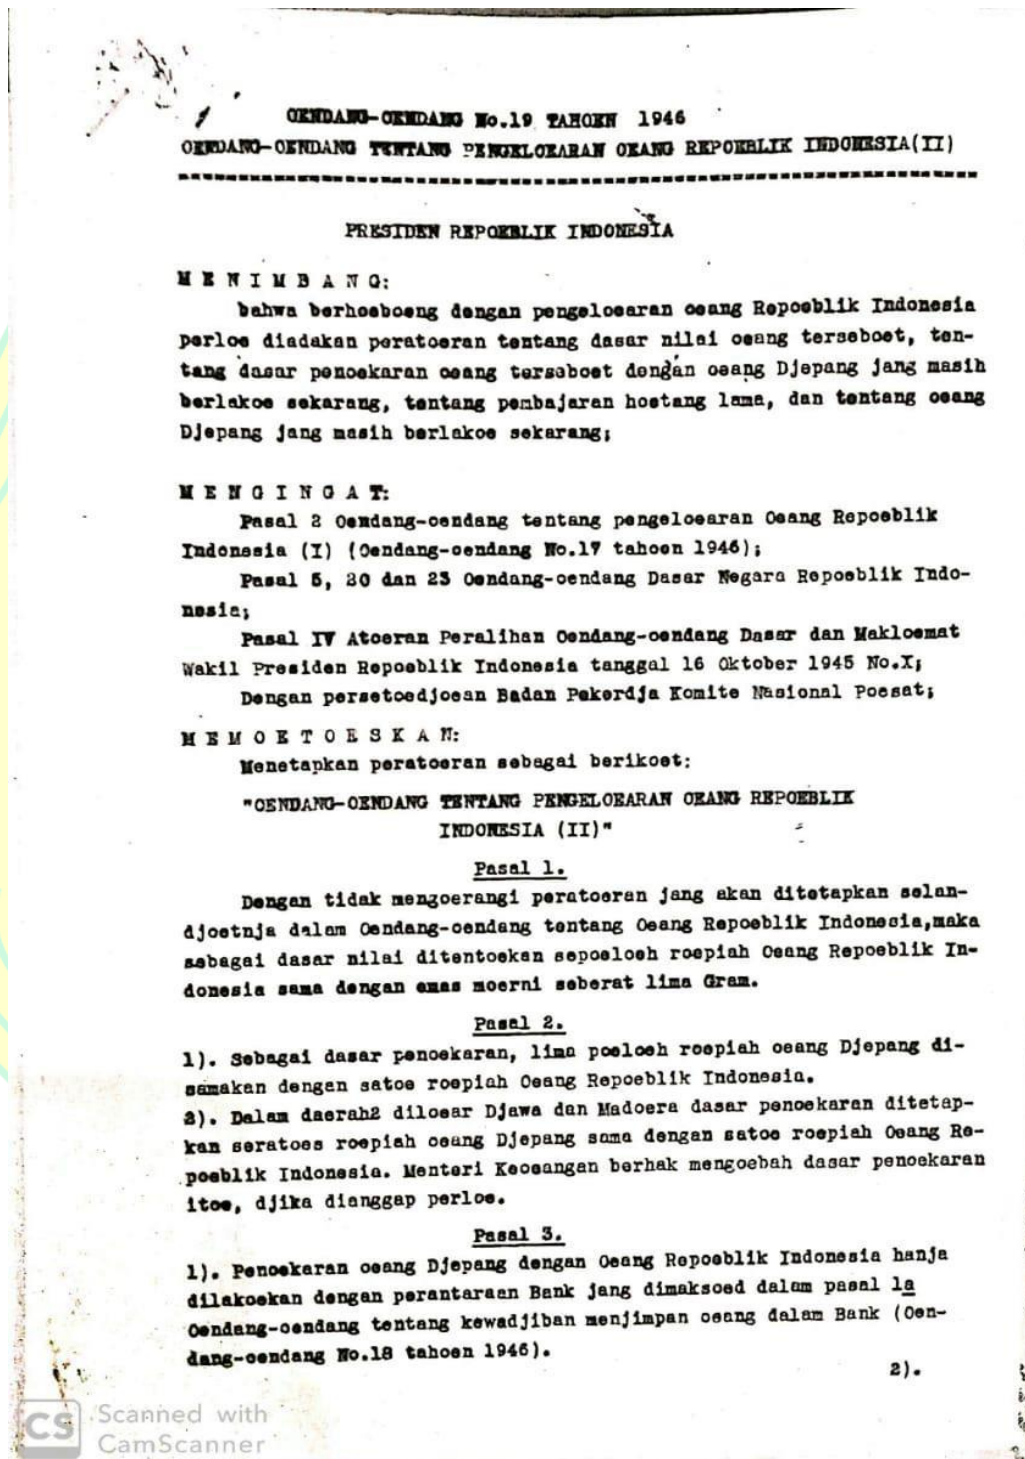 OENDANG-OENDANG No.19 TAHOEN 1946
OENDANG-OENDANG TENTANG PENGELOEARAN OEANG REPOEBLIK INDONESIA(II)
PRESIDEN REPOEBLIK INDONESIA
M E N I M B A N G:
bahwa berhoeboeng dengan pengeloearan oeang Repoeblik Indonesia
perloe diadakan peratoeran tentang dasar nilai oeang terseboet, ten-
tang dasar penoekaran oeang terseboet dengan oeang Djepang jang masih
berlakoe sekarang, tentang pembajaran hoetang lama, dan tentang oeang
Djepang jang masih berlakoe sekarang;
M E N G I N G A T:
Pasal 2 Oendang-oendang tentang pengeloearan Oeang Repoeblik
Indonesia (I) (Oendang-oendang No.17 tahoen 1946);
Pasal 5, 20 dan 23 Oendang-oendang Dasar Negara Repoeblik Indo-
nesia;
Pasal IV Atoeran Peralihan Oendang-oendang Dasar dan Makloemat
Wakil Presiden Repoeblik Indonesia tanggal 16 Oktober 1945 No.X;
Dengan persetoedjoean Badan Pekerdja Komite Nasional Poesat;
M E M O E T O E S K A N:
Menetapkan peratoeran sebagai berikoet:
"OENDANG-OENDANG TENTANG PENGELOEARAN OEANG REPOEBLIK
INDONESIA (II)"
Pasal 1.
Dengan tidak mengoerangi peratoeran jang akan ditetapkan selan-
djoetnja dalam Oendang-oendang tentang Oeang Repoeblik Indonesia,maka
sebagai dasar nilai ditentoekan sepoeloeh roepiah Oeang Repoeblik In-
donesia sama dengan emas moerni seberat lima Gram.
Pasal 2.
1). Sebagai dasar penoekaran, lima poeloeh roepiah oeang Djepang di-
samakan dengan satoe roepiah Oeang Repoeblik Indonesia.
2). Dalam daerah2 diloear Djawa dan Madoera dasar penoekaran ditetap-
kan seratoes roepiah oeang Djepang sama dengan satoe roepiah Oeang Re-
poeblik Indonesia. Menteri Keoeangan berhak mengoebah dasar penoekaran
itoe, djika dianggap perloe.
Pasal 3.
1). Penoekaran oeang Djepang dengan Oeang Repoeblik Indonesia hanja
dilakoekan dengan perantaraan Bank jang dimaksoed dalam pasal 1a
Oendang-oendang tentang kewadjiban menjimpan oeang dalam Bank (Oen-
dang-oendang No.18 tahoen 1946).
2).
CS Scanned with
CamScanner